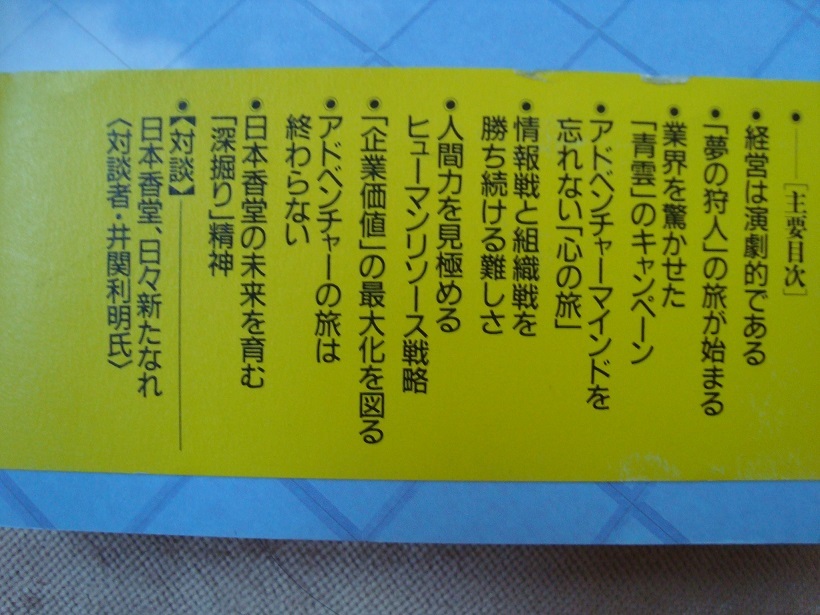 ●──［主要目次］
●経営は演劇的である
●「夢の狩人」の旅が始まる
●業界を驚かせた
「青雲」のキャンペーン
●アドベンチャーマインドを
忘れない「心の旅」
●情報戦と組織戦を
勝ち続ける難しさ
●人間力を見極める
ヒューマンリソース戦略
●「企業価値」の最大化を図る
●アドベンチャーの旅は
終わらない
●日本香堂の未来を育む
「深掘り」精神
●【対談】
日本香堂、日々新たなれ
〈対談者・井関利明氏〉